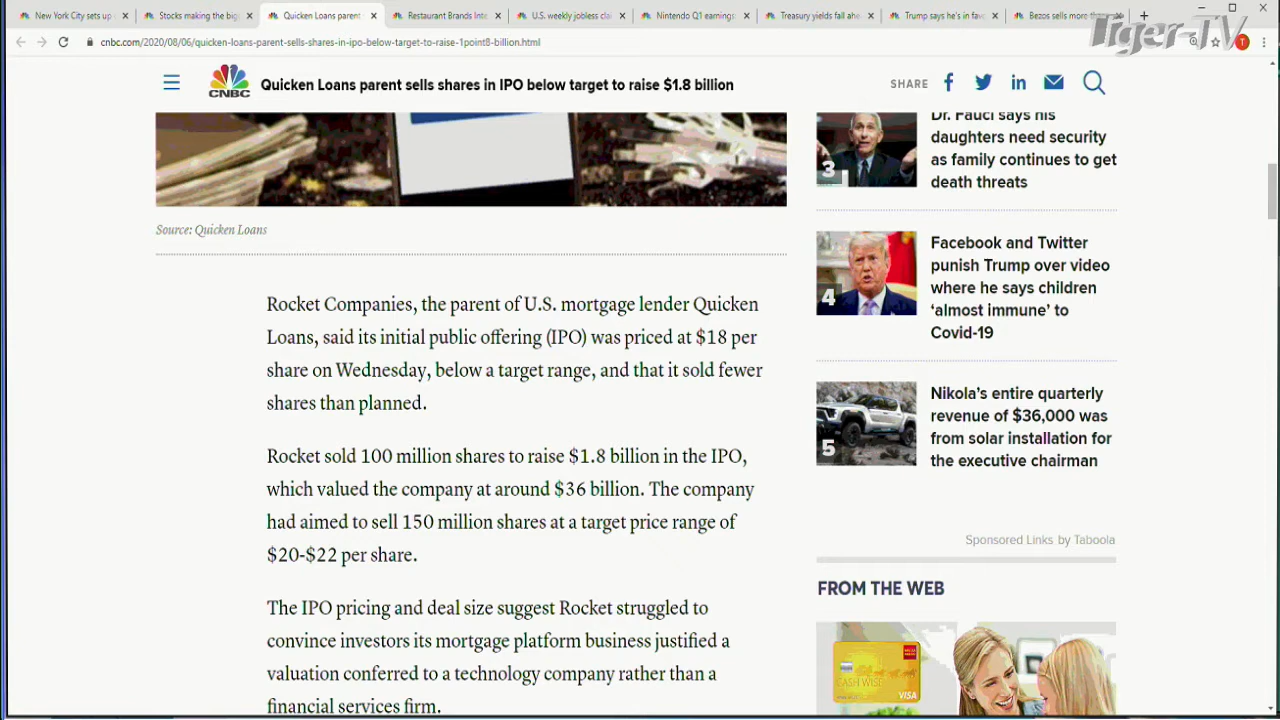 New York City sets up
Stocks making the big
Quicken Loans parent
Restaurant Brands Inte
U.S. weekly jobless cla
Nintendo Q1 earnings
Treasury yields fall ahe
Trump says he's in fav
Bezos sells more tha
Tiger-TV
cnbc.com/2020/08/06/quicken-loans-parent-sells-shares-in-ipo-below-target-to-raise-1point8-billion.html
T
CNBC
Quicken Loans parent sells shares in IPO below target to raise $1.8 billion
SHARE
Source: Quicken Loans
Rocket Companies, the parent of U.S. mortgage lender Quicken
Loans, said its initial public offering (IPO) was priced at $18 per
share on Wednesday, below a target range, and that it sold fewer
shares than planned.
Rocket sold 100 million shares to raise $1.8 billion in the IPO,
which valued the company at around $36 billion. The company
had aimed to sell 150 million shares at a target price range of
$20-$22 per share.
The IPO pricing and deal size suggest Rocket struggled to
convince investors its mortgage platform business justified a
valuation conferred to a technology company rather than a
financial services firm.
3
Dr. Fauci says his
daughters need security
as family continues to get
death threats
4
Facebook and Twitter
punish Trump over video
where he says children
‘almost immune’ to
Covid-19
5
Nikola’s entire quarterly
revenue of $36,000 was
from solar installation for
the executive chairman
Sponsored Links by Taboola
FROM THE WEB
CASH WISE
VISA